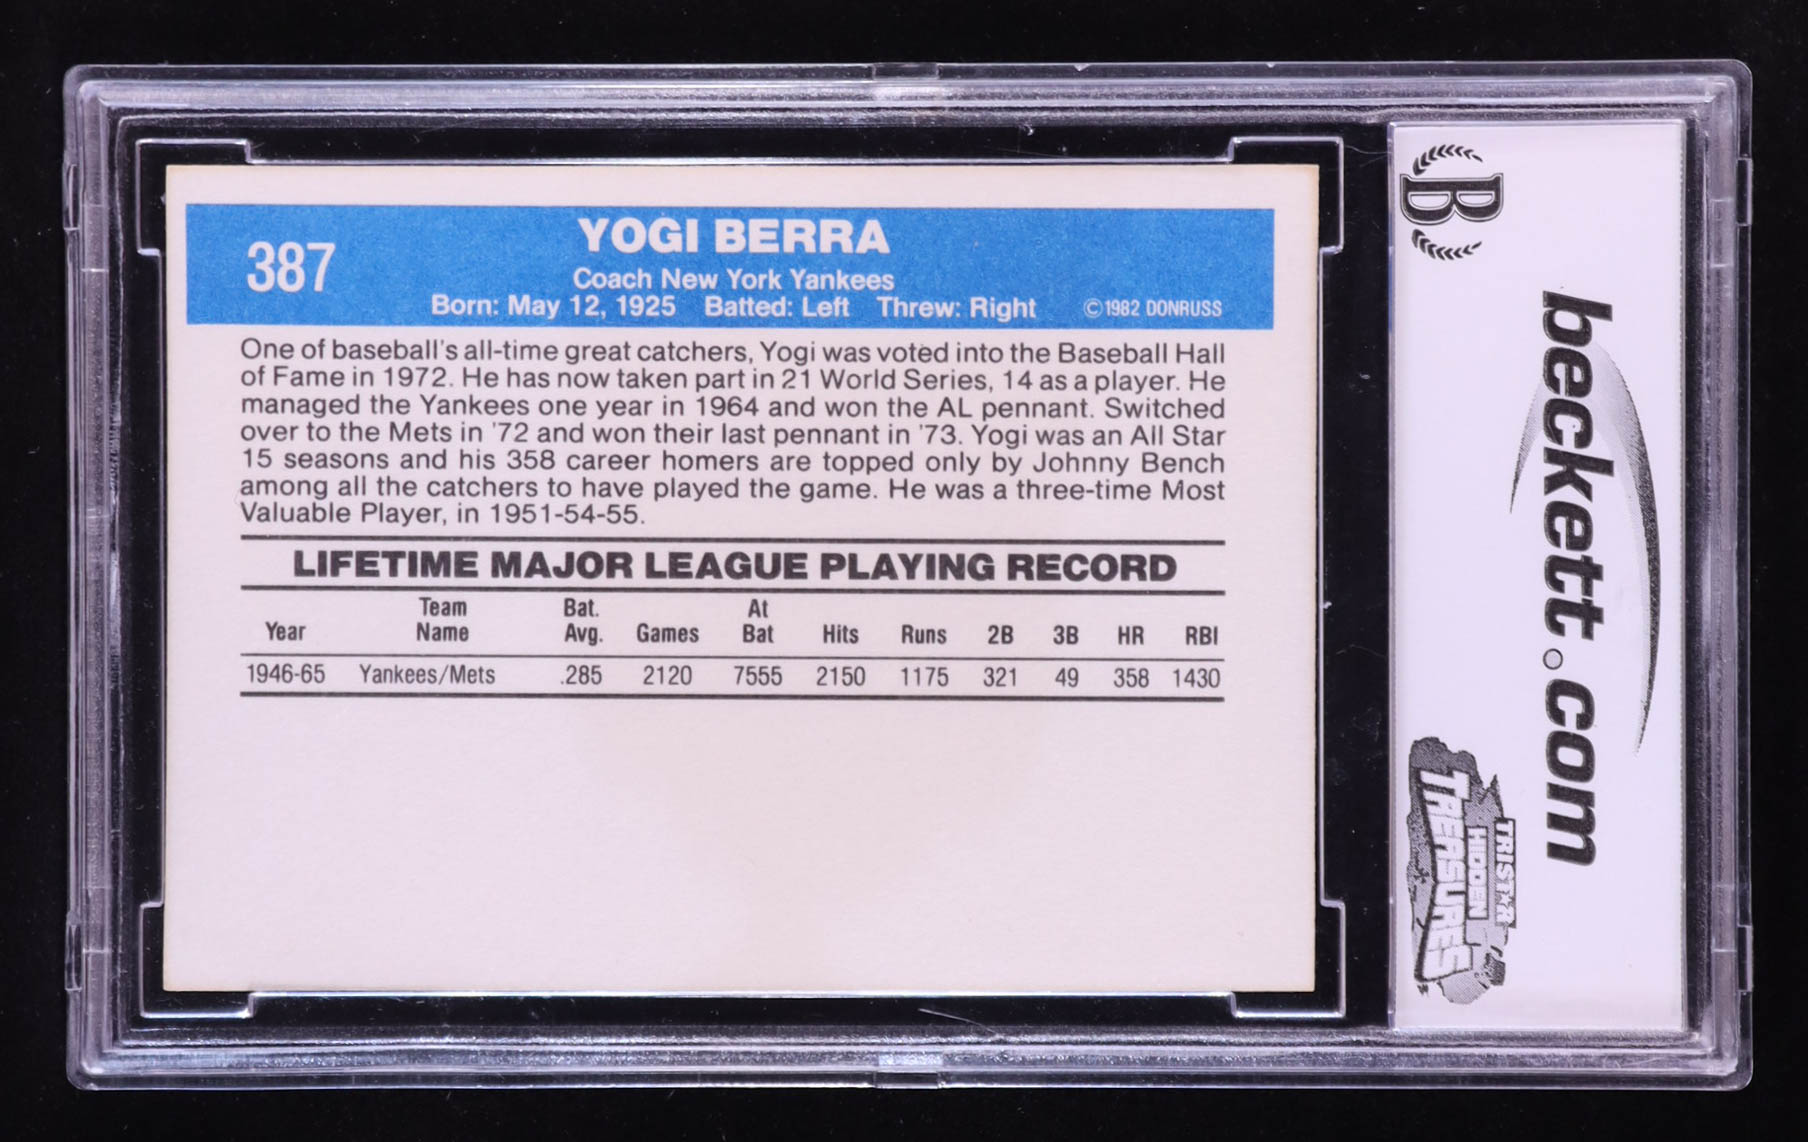 387
YOGI BERRA
Coach New York Yankees
Born: May 12, 1925 Batted: Left Threw: Right ©1982 DONRUSS
One of baseball's all-time great catchers, Yogi was voted into the Baseball Hall
of Fame in 1972. He has now taken part in 21 World Series, 14 as a player. He
managed the Yankees one year in 1964 and won the AL pennant. Switched
over to the Mets in '72 and won their last pennant in '73. Yogi was an All Star
15 seasons and his 358 career homers are topped only by Johnny Bench
among all the catchers to have played the game. He was a three-time Most
Valuable Player, in 1951-54-55.
LIFETIME MAJOR LEAGUE PLAYING RECORD
Year Team Name Bat. Avg. Games At Bat Hits Runs 2B 3B HR RBI
1946-65 Yankees/Mets .285 2120 7555 2150 1175 321 49 358 1430
B
beckett.com
TRISTAR
HIDDEN
TREASURES